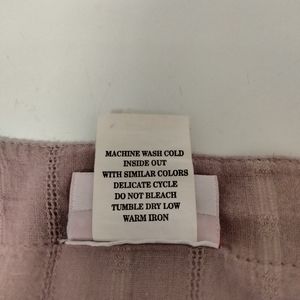 MACHINE WASH COLD
INSIDE OUT
WITH SIMILAR COLORS
DELICATE CYCLE
DO NOT BLEACH
TUMBLE DRY LOW
WARM IRON